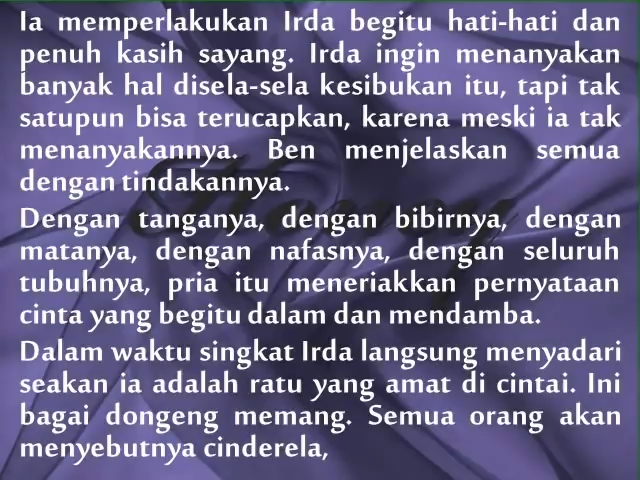 Ia memperlakukan Irda begitu hati-hati dan
penuh kasih sayang. Irda ingin menanyakan
banyak hal disela-sela kesibukan itu, tapi tak
satupun bisa terucapkan, karena meski ia tak
menanyakannya. Ben menjelaskan semua
dengan tindakannya.
Dengan tanganya, dengan bibirnya, dengan
matanya, dengan nafasnya, dengan seluruh
tubuhnya, pria itu meneriakkan pernyataan
cinta yang begitu dalam dan mendamba.
Dalam waktu singkat Irda langsung menyadari
seakan ia adalah ratu yang amat di cintai. Ini
bagai dongeng memang. Semua orang akan
menyebutnya cinderela,